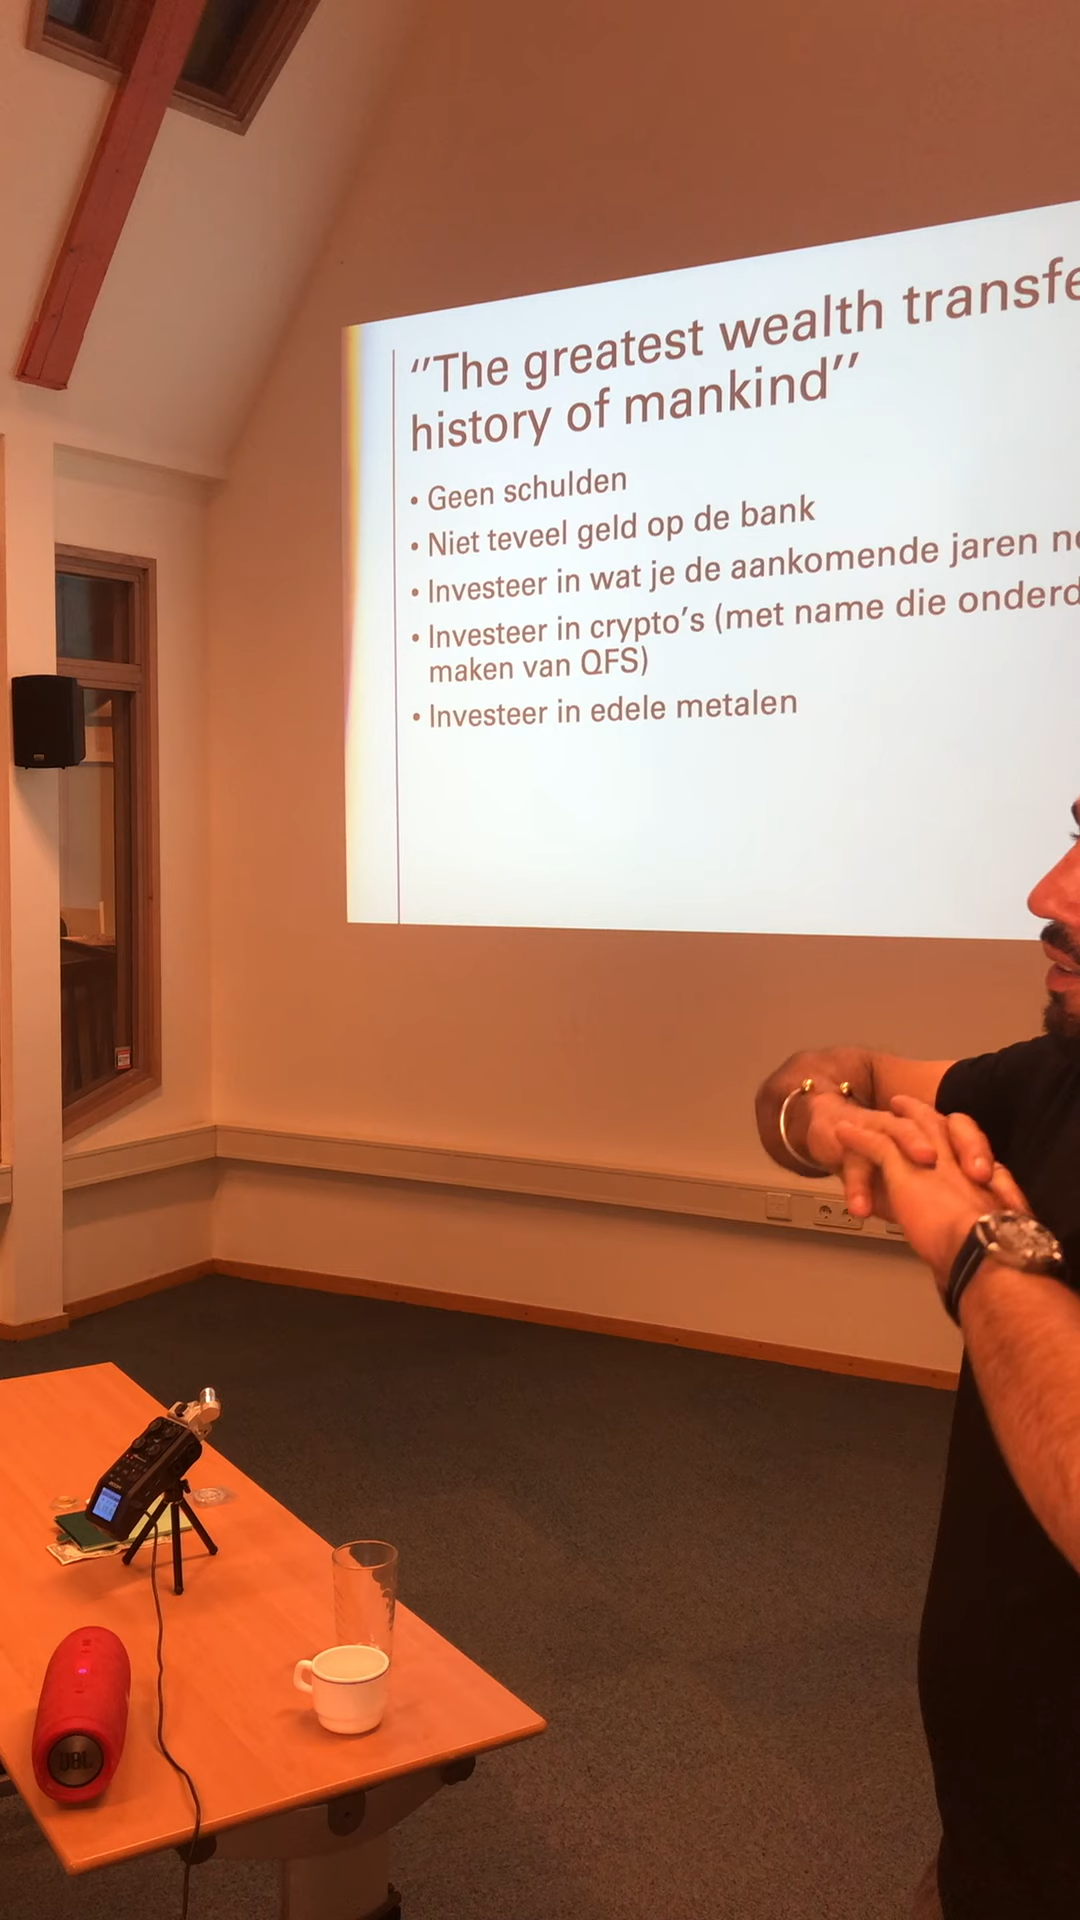 ‘‘The greatest wealth
history of mankind’’
• Geen schulden
• Niet teveel geld op de bank
• Investeer in wat je de aankomende jaren
• Investeer in crypto’s (met name die
maken van QFS)
• Investeer in edele metalen
JBL